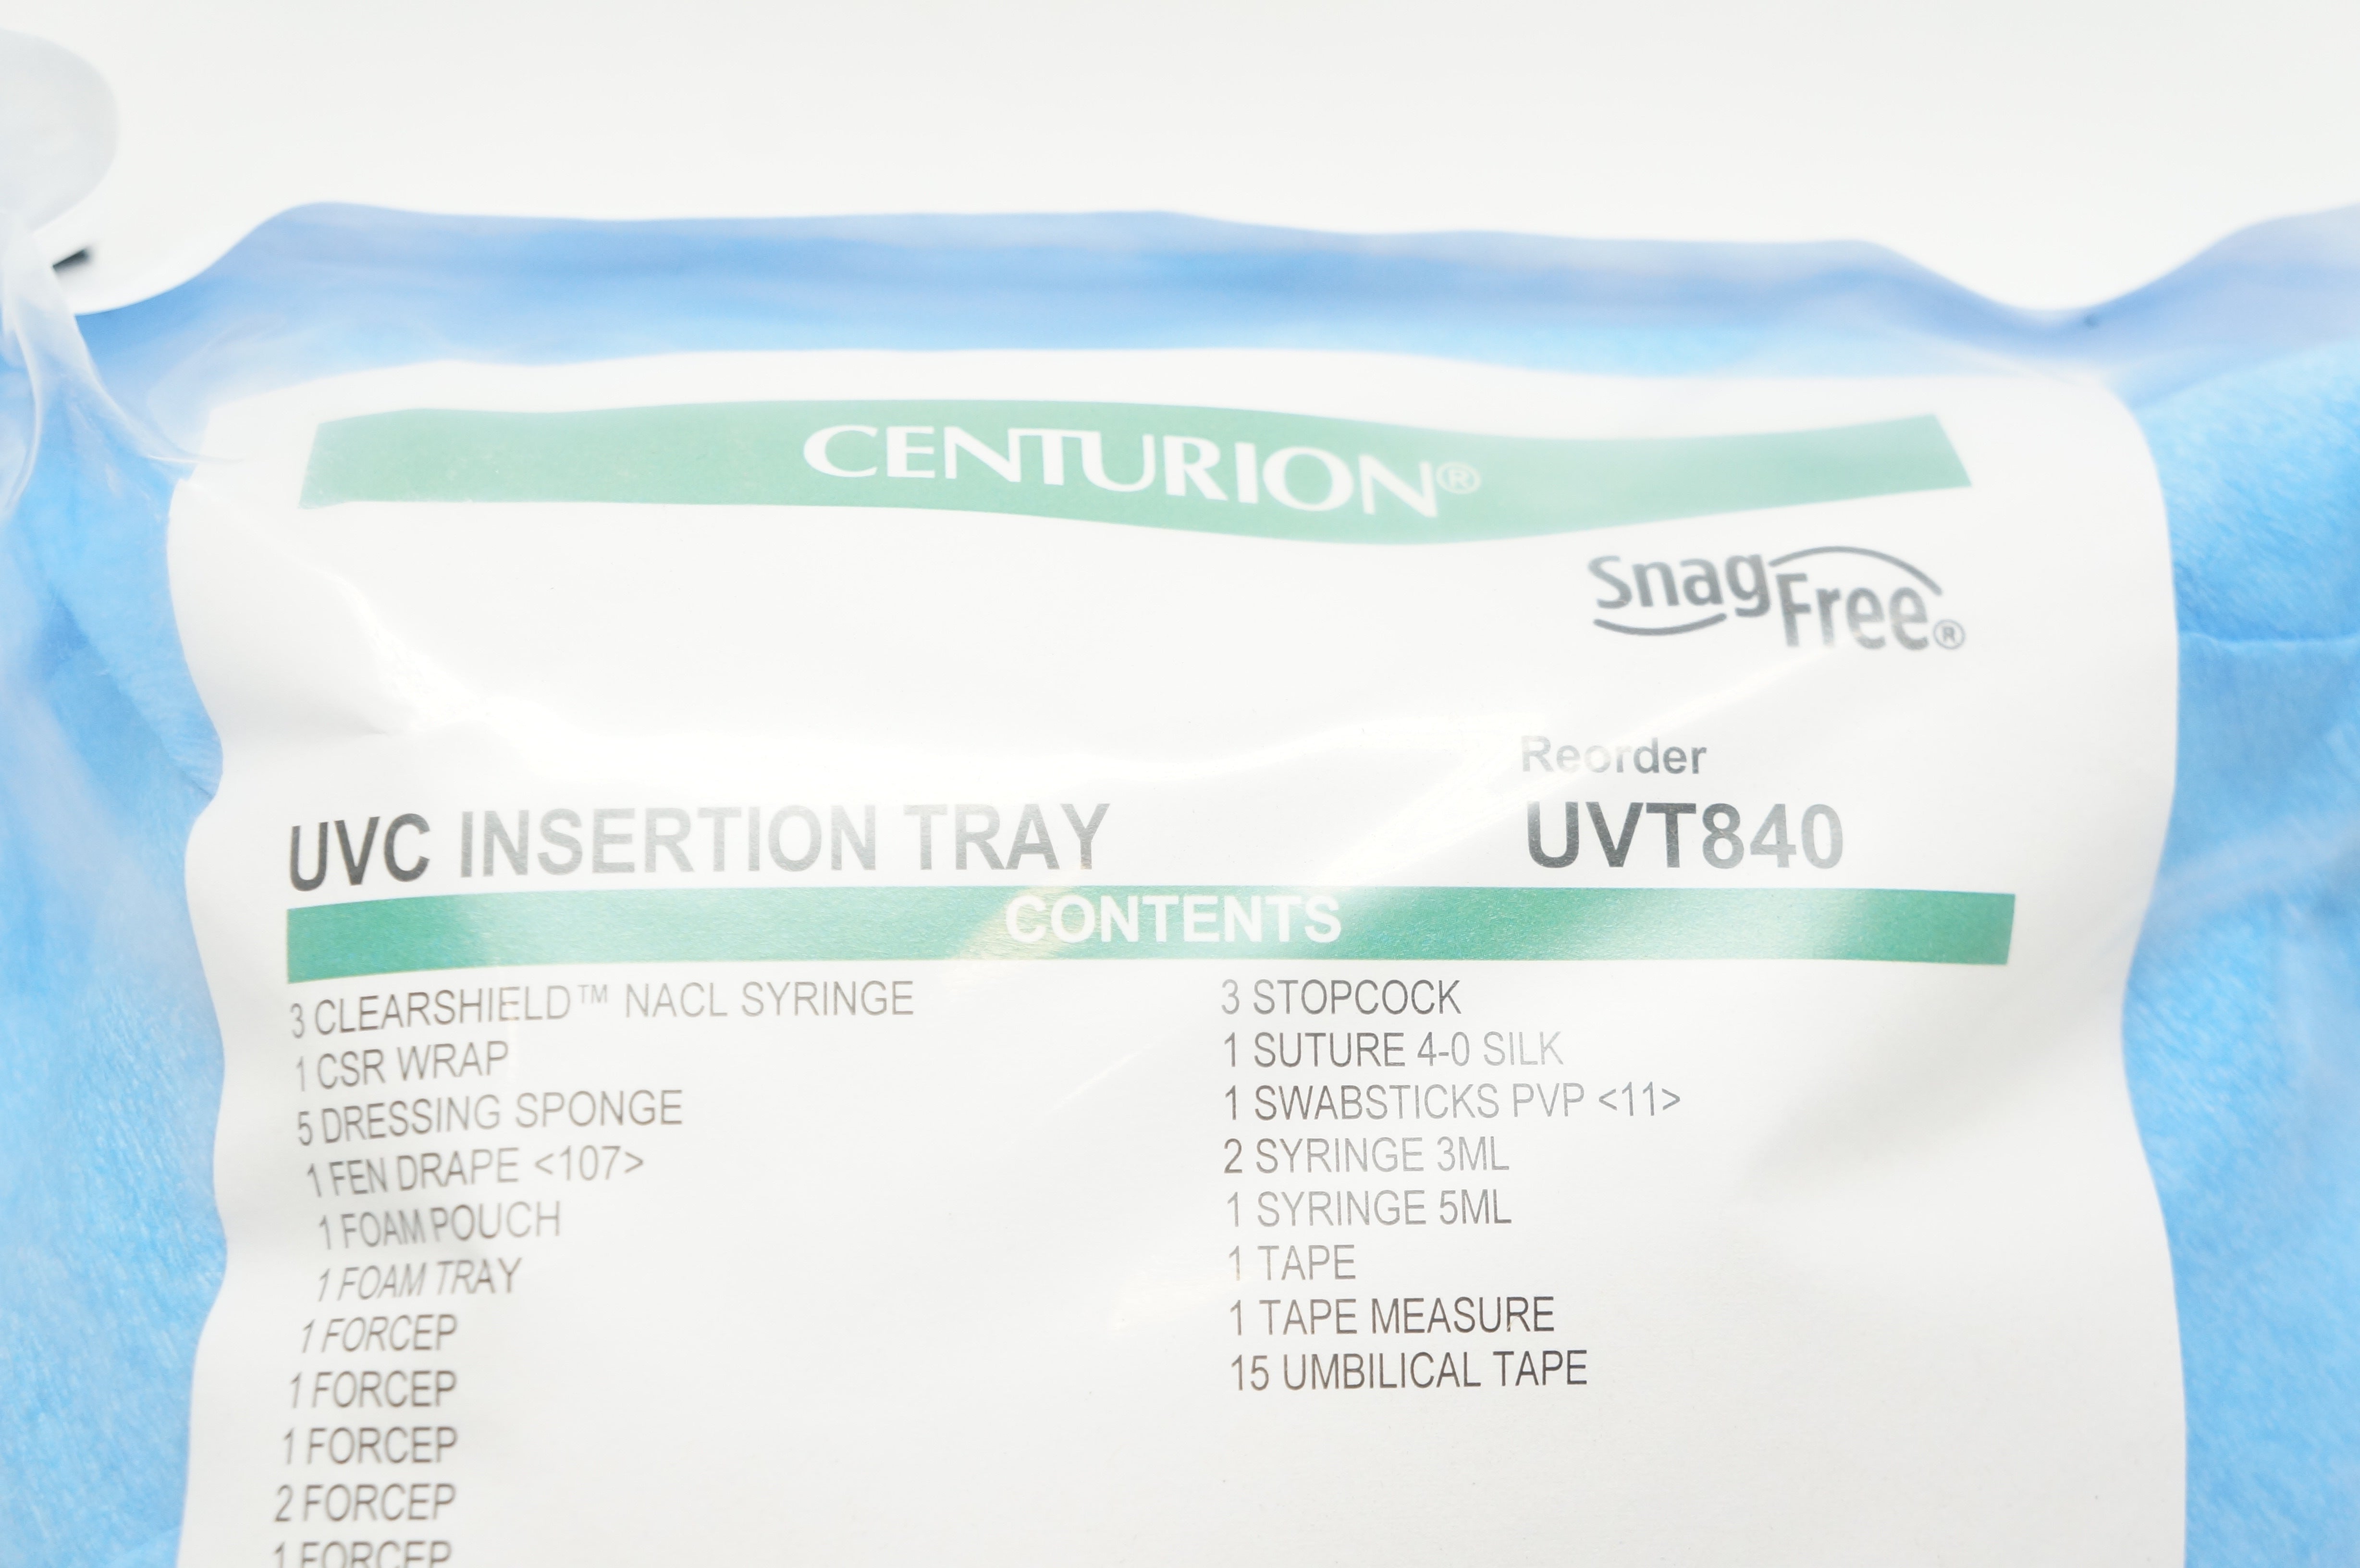 CENTURION®
SnagFree®
Reorder
UVC INSERTION TRAY
UVT840
CONTENTS
3 CLEARSHIELD™ NACL SYRINGE
1 CSR WRAP
5 DRESSING SPONGE
1 FEN DRAPE <107>
1 FOAM POUCH
1 FOAM TRAY
1 FORCEP
1 FORCEP
1 FORCEP
2 FORCEP
1 FORCEP
3 STOPCOCK
1 SUTURE 4-0 SILK
1 SWABSTICKS PVP <11>
2 SYRINGE 3ML
1 SYRINGE 5ML
1 TAPE
1 TAPE MEASURE
15 UMBILICAL TAPE